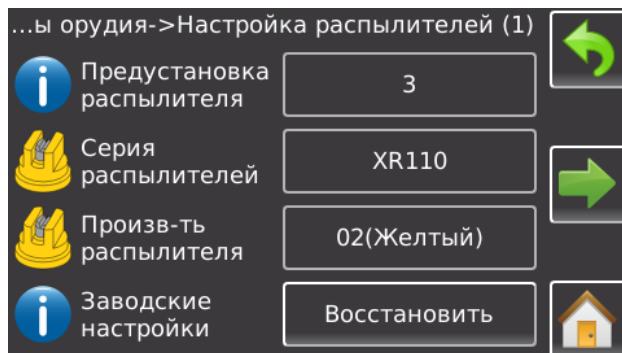 ...ы орудия->Настройка распылителей (1)
Предустановка
распылителя
3
Серия
распылителей
XR110
Произв-ть
распылителя
02(Желтый)
Заводские
настройки
Восстановить